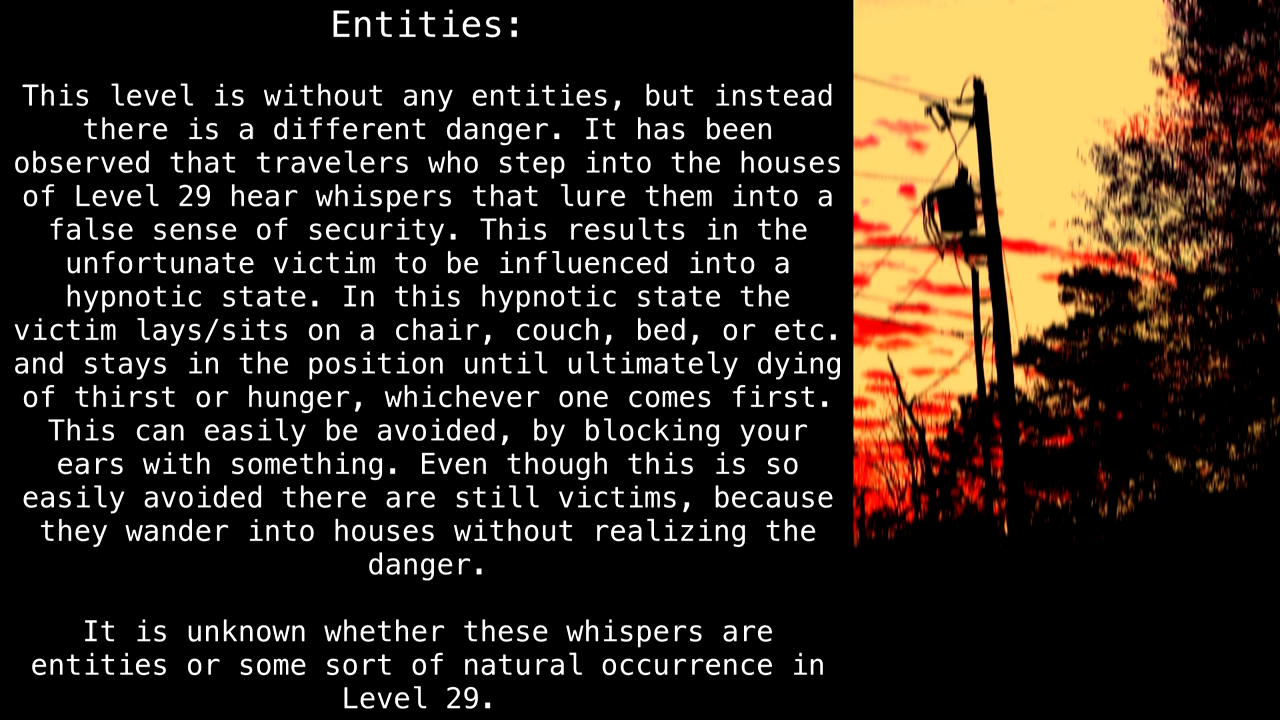 Entities:
This level is without any entities, but instead
there is a different danger. It has been
observed that travelers who step into the houses
of Level 29 hear whispers that lure them into a
false sense of security. This results in the
unfortunate victim to be influenced into a
hypnotic state. In this hypnotic state the
victim lays/sits on a chair, couch, bed, or etc.
and stays in the position until ultimately dying
of thirst or hunger, whichever one comes first.
This can easily be avoided, by blocking your
ears with something. Even though this is so
easily avoided there are still victims, because
they wander into houses without realizing the
danger.
It is unknown whether these whispers are
entities or some sort of natural occurrence in
Level 29.